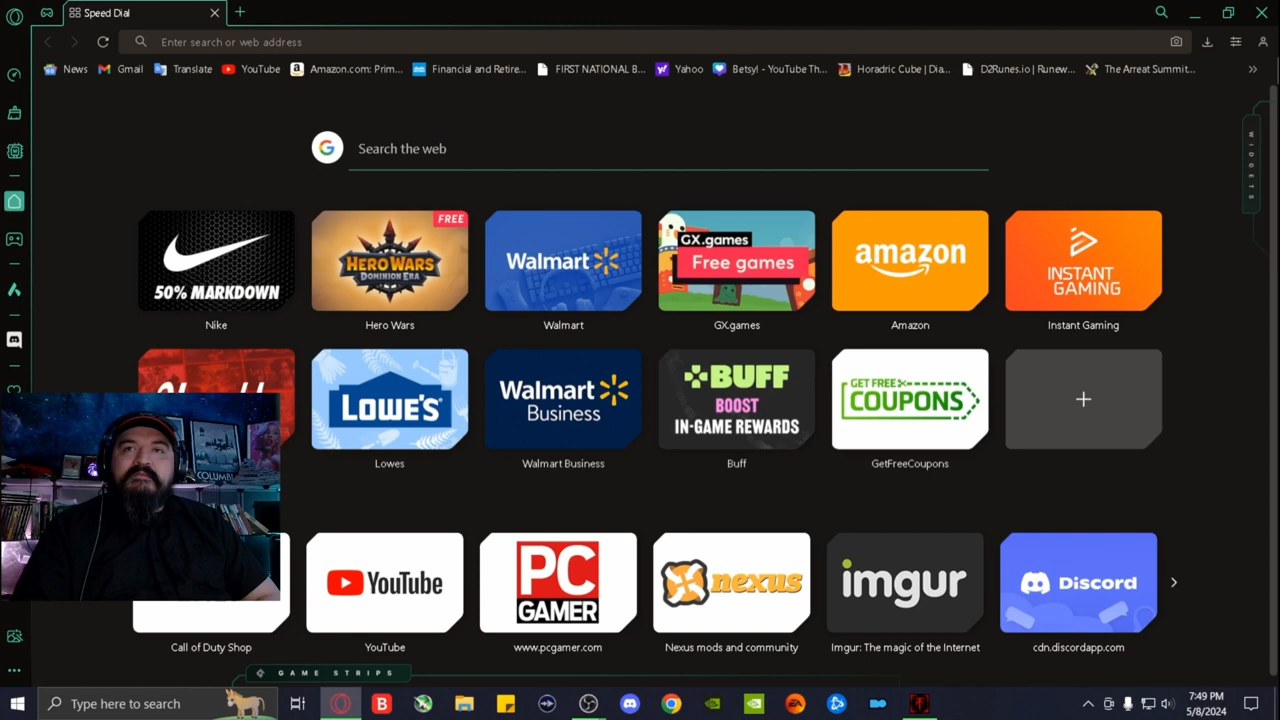 Speed Dial
Enter search or web address
News
Gmail
Translate
YouTube
Amazon.com: Prim...
Financial and Retire...
FIRST NATIONAL B...
Yahoo
Betsy! - YouTube Th...
Horadric Cube | Dia...
D2Runes.io | Runew...
The Arreat Summit...
WIDGETS
Search the web
50% MARKDOWN
FREE
HERO WARS
DOMINION ERA
Walmart
GX.games
Free games
amazon
INSTANT
GAMING
Nike
Hero Wars
Walmart
GX.games
Amazon
Instant Gaming
LOWE'S
Walmart
Business
BUFF
BOOST
IN-GAME REWARDS
GET FREE
COUPONS
Lowes
Walmart Business
Buff
GetFreeCoupons
COLUMBI
YouTube
PC
GAMER
nexus
imgur
Discord
Call of Duty Shop
YouTube
www.pcgamer.com
Nexus mods and community
Imgur: The magic of the Internet
cdn.discordapp.com
GAME STRIPS
Type here to search
7:49 PM
5/8/2024